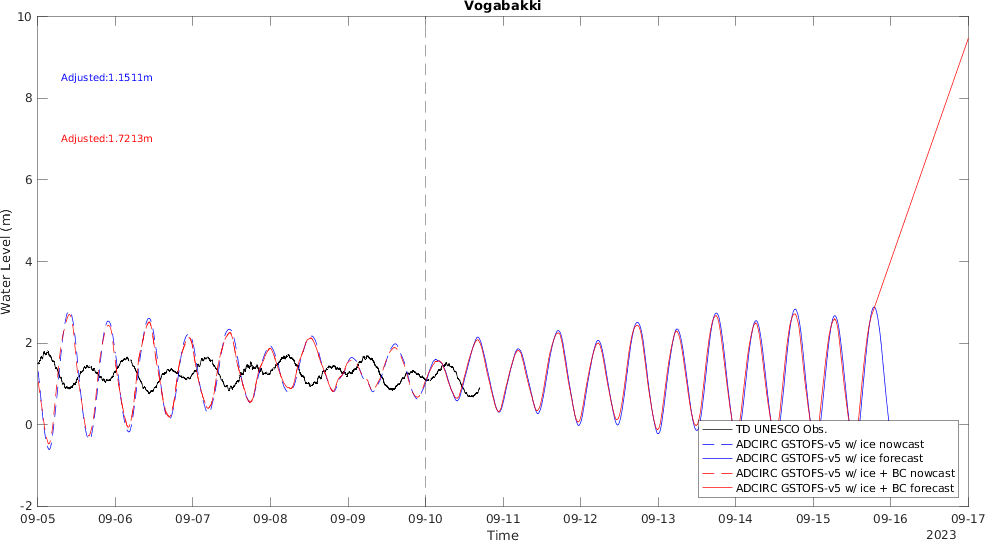 Vogabakki
10
Adjusted:1.1511m
8
Adjusted:1.7213m
6
Water Level (m)
4
2
0
-2
TD UNESCO Obs.
ADCIRC GSTOFS-v5 w/ ice nowcast
ADCIRC GSTOFS-v5 w/ ice forecast
ADCIRC GSTOFS-v5 w/ ice + BC nowcast
ADCIRC GSTOFS-v5 w/ ice + BC forecast
09-05 09-06 09-07 09-08 09-09 09-10 09-11 09-12 09-13 09-14 09-15 09-16 09-17
Time
2023